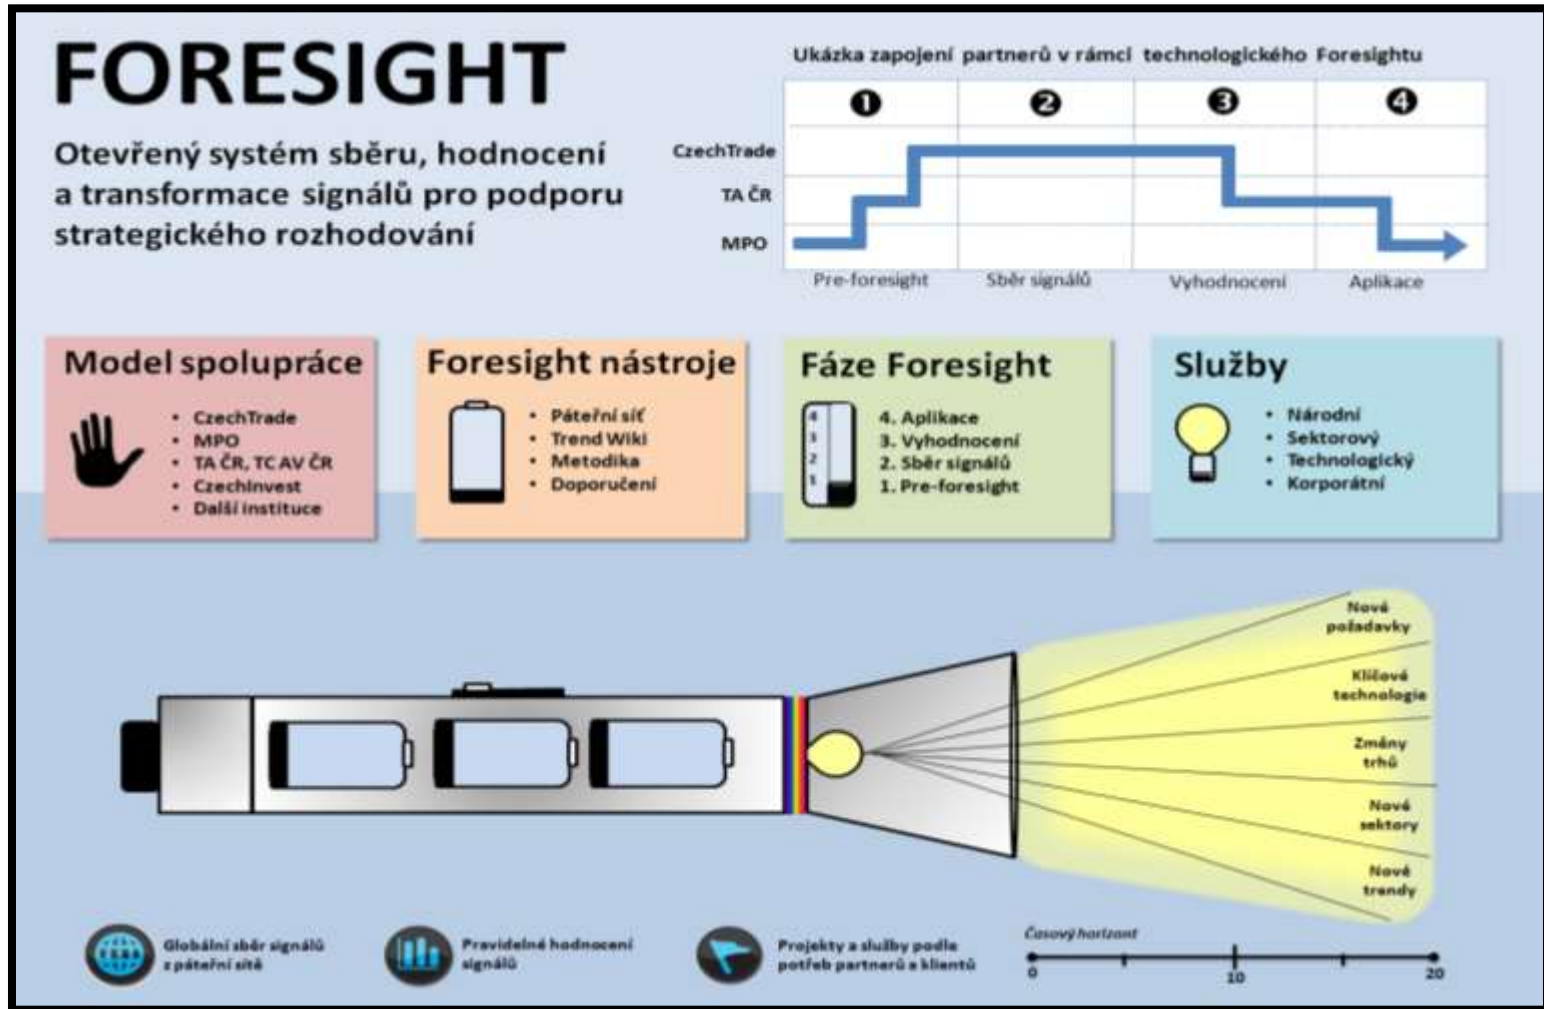 FORESIGHT
Otevřený systém sběru, hodnocení
a transformace signálů pro podporu
strategického rozhodování
Ukázka zapojení partnerů v rámci technologického Foresightu
1 2 3 4
CzechTrade
TA ČR
MPO
Pre-foresight Sběr signálů Vyhodnocení Aplikace
Model spolupráce
• CzechTrade
• MPO
• TA ČR, TC AV ČR
• CzechInvest
• Další instituce
Foresight nástroje
• Páteřní síť
• Trend Wiki
• Metodika
• Doporučení
Fáze Foresight
4
3
2
1
4. Aplikace
3. Vyhodnocení
2. Sběr signálů
1. Pre-foresight
Služby
• Národní
• Sektorový
• Technologický
• Korporátní
Nové
požadavky
Klíčové
technologie
Změny
trhů
Nové
sektory
Nové
trendy
Globální sběr signálů
z páteřní sítě
Pravidelné hodnocení
signálů
Projekty a služby podle
potřeb partnerů a klientů
Časový horizont
0 10 20